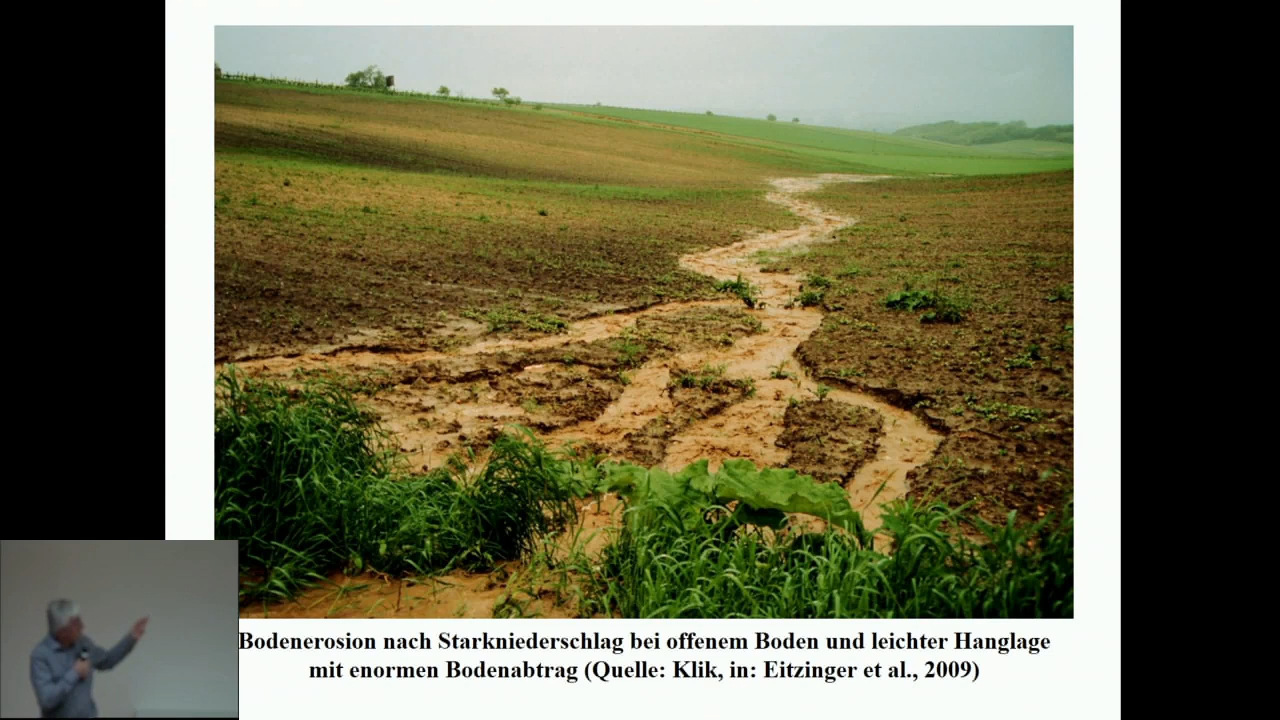 Bodenerosion nach Starkniederschlag bei offenem Boden und leichter Hanglage
mit enormen Bodenabtrag (Quelle: Klik, in: Eitzinger et al., 2009)